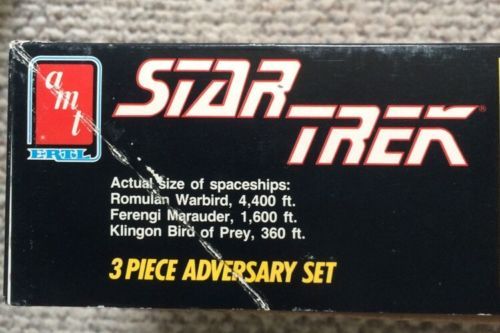 amt
ERTL
STAR
TREK®
Actual size of spaceships:
Romulan Warbird, 4,400 ft.
Ferengi Marauder, 1,600 ft.
Klingon Bird of Prey, 360 ft.
3 PIECE ADVERSARY SET